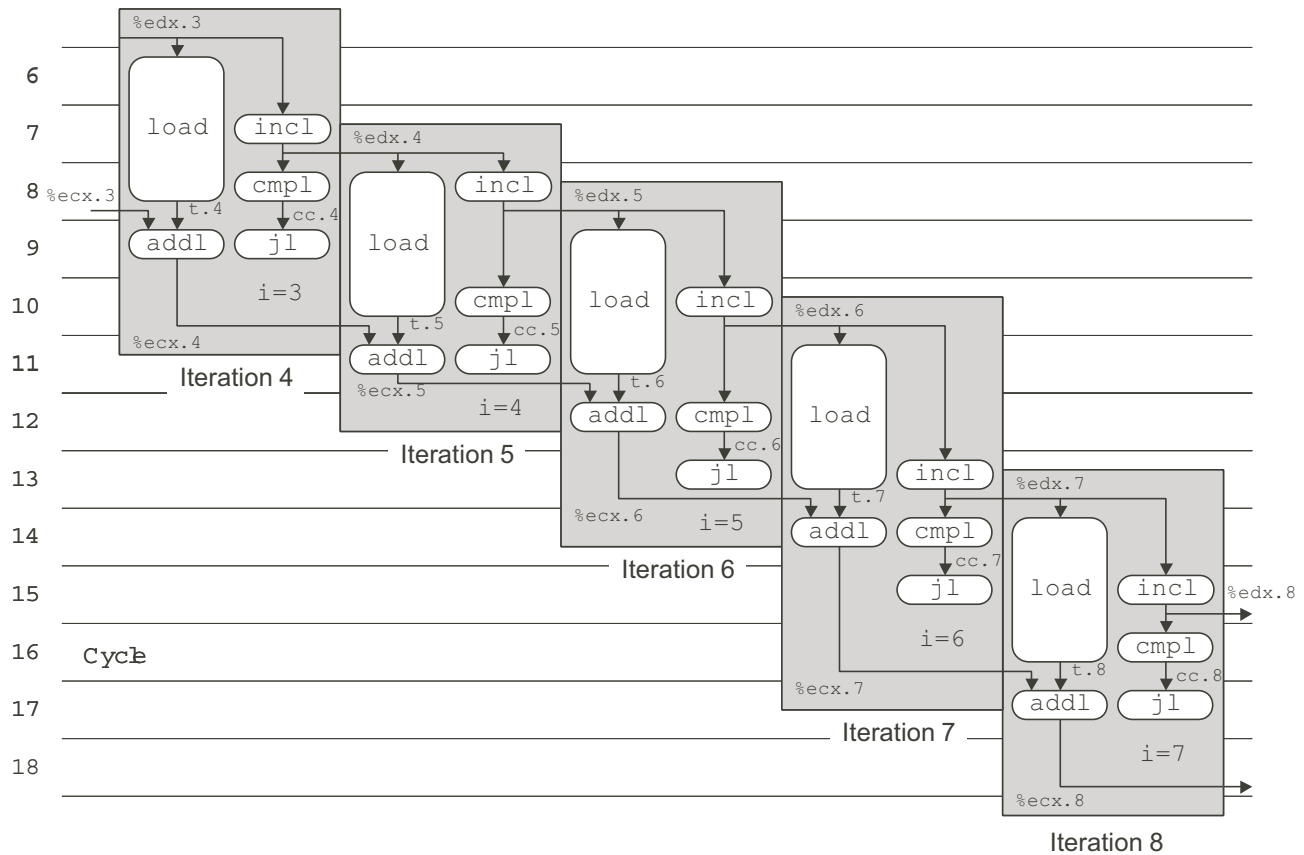 %edx.3
6
load
7
incl
%edx.4
8
%ecx.3
cmpl
incl
%edx.5
t.4
cc.4
9
addl
jl
load
i=3
10
cmpl
load
incl
%edx.6
t.5
cc.5
%ecx.4
11
addl
jl
Iteration 4
%ecx.5
t.6
i=4
12
addl
cmpl
load
Iteration 5
cc.6
13
jl
incl
%edx.7
t.7
%ecx.6
i=5
14
addl
cmpl
Iteration 6
cc.7
15
jl
load
incl
%edx.8
i=6
16
Cycle
cmpl
t.8
cc.8
%ecx.7
17
addl
jl
Iteration 7
i=7
18
%ecx.8
Iteration 8